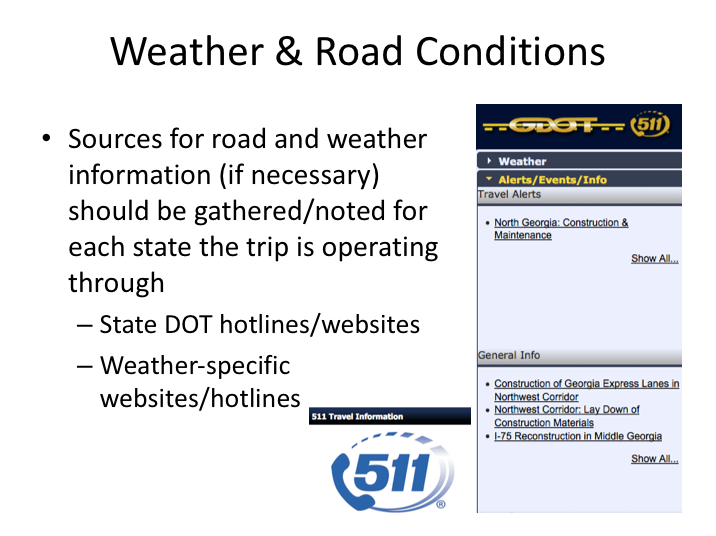 Weather & Road Conditions
• Sources for road and weather
information (if necessary)
should be gathered/noted for
each state the trip is operating
through
– State DOT hotlines/websites
– Weather-specific
websites/hotlines
511 Travel Information
511®
GDOT 511
Weather
Alerts/Events/Info
Travel Alerts
• North Georgia: Construction &
Maintenance
Show All...
General Info
• Construction of Georgia Express Lanes in
Northwest Corridor
• Northwest Corridor: Lay Down of
Construction Materials
• I-75 Reconstruction in Middle Georgia
Show All...